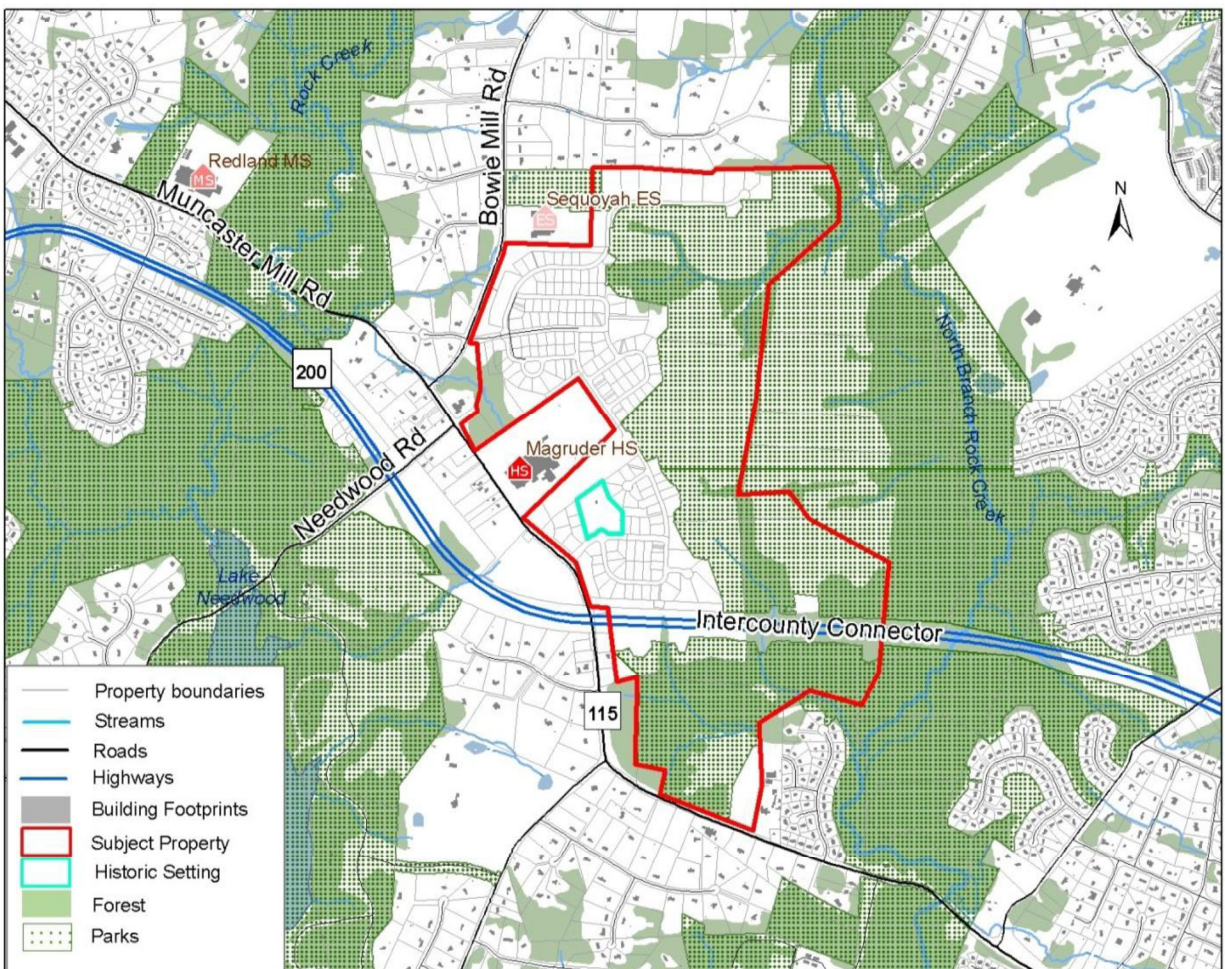 Rock Creek
Bowie Mill Rd
Redland MS
MS
Muncaster Mill Rd
Sequoyah ES
ES
N
200
North Branch Rock Creek
Needwood Rd
Magruder HS
HS
Lake
Needwood
Intercounty Connector
115
Property boundaries
Streams
Roads
Highways
Building Footprints
Subject Property
Historic Setting
Forest
Parks